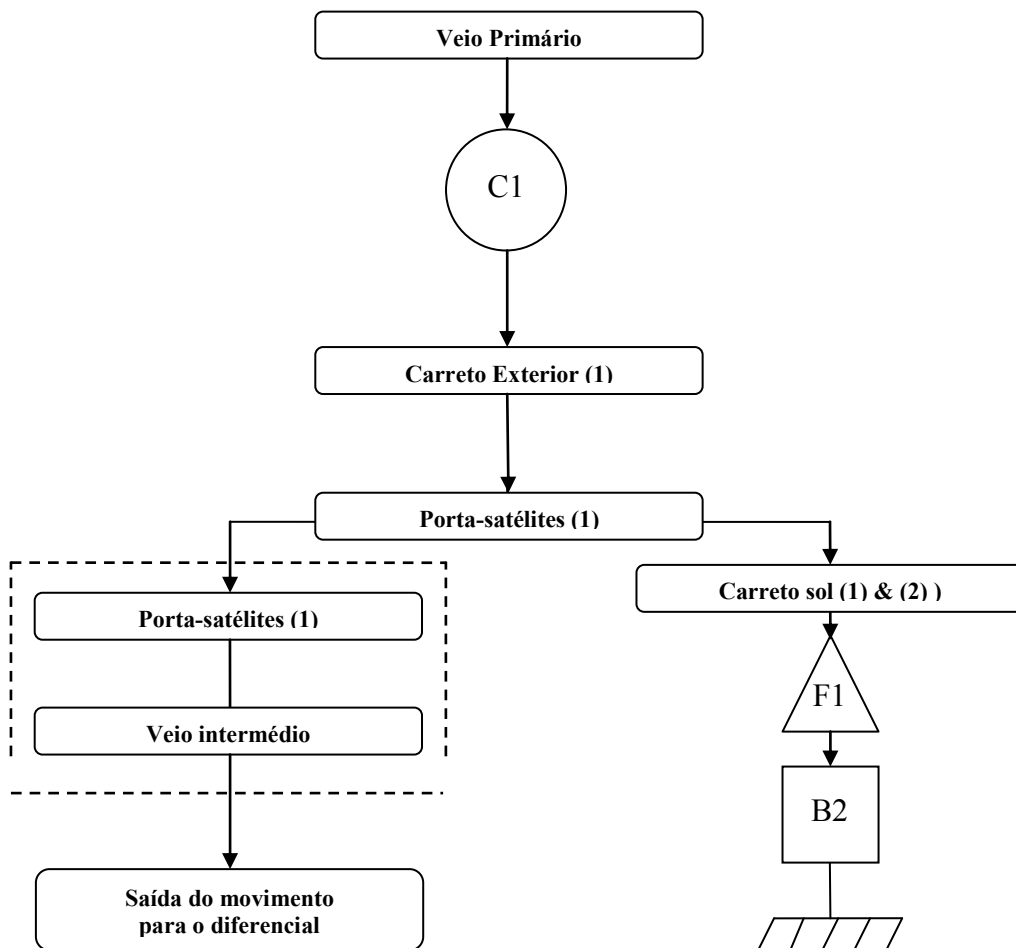 Veio Primário
C1
Carreto Exterior (1)
Porta-satélites (1)
Porta-satélites (1)
Veio intermédio
Saída do movimento
para o diferencial
Carreto sol (1) & (2) )
F1
B2